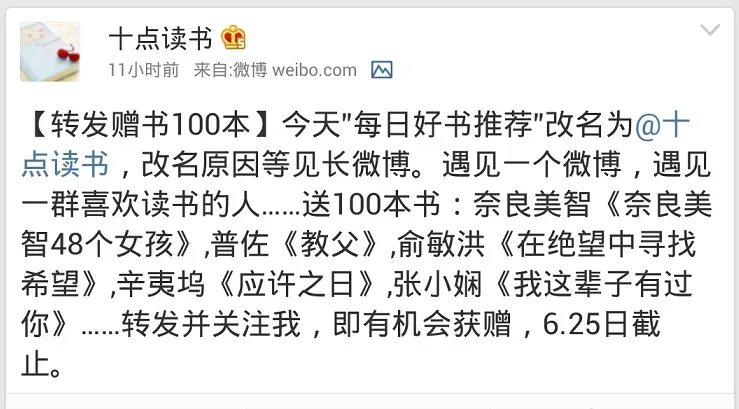 十点读书
11小时前 来自:微博 weibo.com
【转发赠书100本】今天"每日好书推荐"改名为@十
点读书，改名原因等见长微博。遇见一个微博，遇见
一群喜欢读书的人……送100本书：奈良美智《奈良美
智48个女孩》,普佐《教父》,俞敏洪《在绝望中寻找
希望》,辛夷坞《应许之日》,张小娴《我这辈子有过
你》……转发并关注我，即有机会获赠，6.25日截
止。